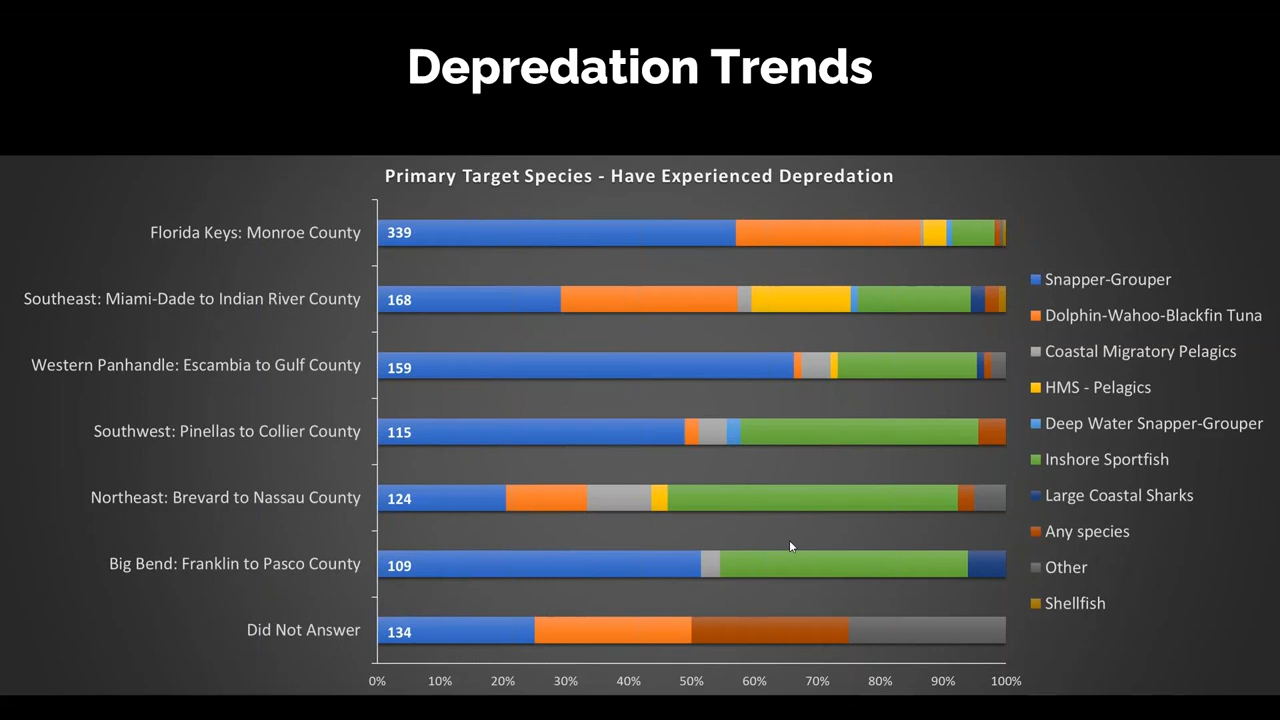 Depredation Trends
Primary Target Species - Have Experienced Depredation
Florida Keys: Monroe County
339
Southeast: Miami-Dade to Indian River County
168
Western Panhandle: Escambia to Gulf County
159
Southwest: Pinellas to Collier County
115
Northeast: Brevard to Nassau County
124
Big Bend: Franklin to Pasco County
109
Did Not Answer
134
0% 10% 20% 30% 40% 50% 60% 70% 80% 90% 100%
Snapper-Grouper
Dolphin-Wahoo-Blackfin Tuna
Coastal Migratory Pelagics
HMS - Pelagics
Deep Water Snapper-Grouper
Inshore Sportfish
Large Coastal Sharks
Any species
Other
Shellfish